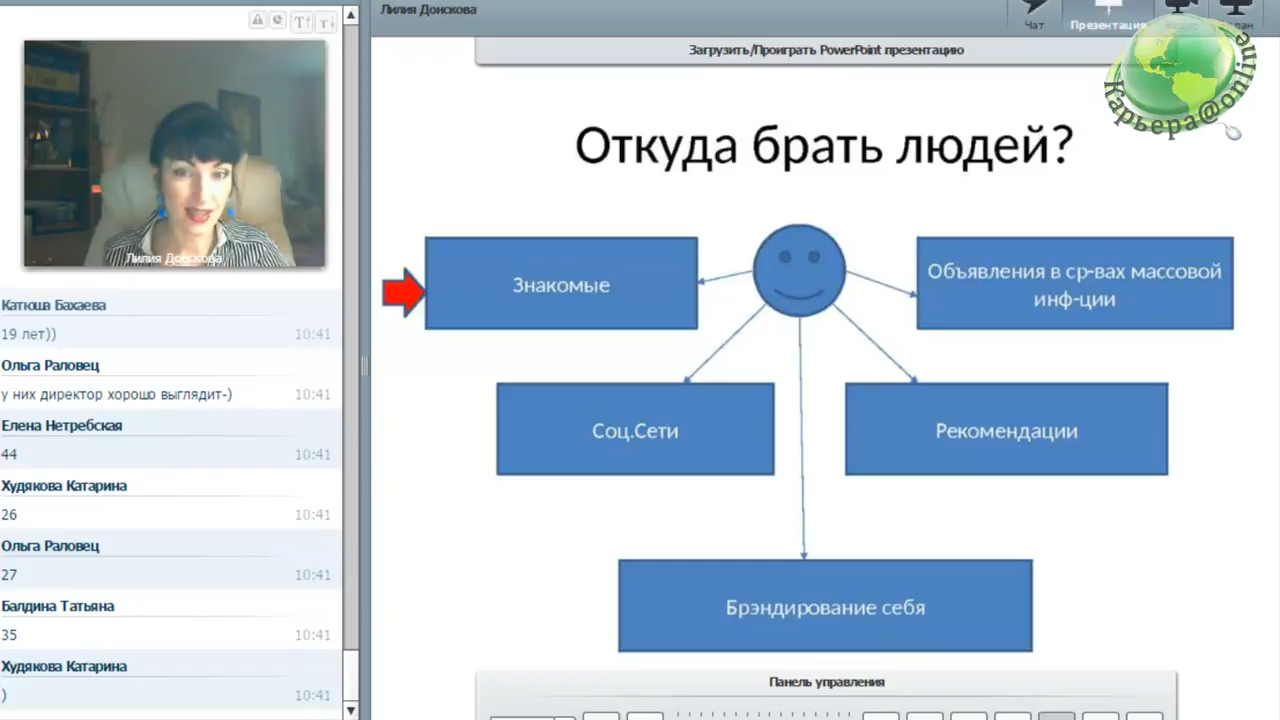 Лилия Донскова
Чат
Презентация
Загрузить/Проиграть PowerPoint презентацию
Карьера@online
Откуда брать людей?
Знакомые
Объявления в ср-вах массовой
инф-ции
Соц.Сети
Рекомендации
Брэндирование себя
Панель управления
Лилия Донскова
Катюша Бахаева
19 лет)) 10:41
Ольга Раловец
у них директор хорошо выглядит-) 10:41
Елена Нетребская
44 10:41
Худякова Катарина
26 10:41
Ольга Раловец
27 10:41
Балдина Татьяна
35 10:41
Худякова Катарина
) 10:41